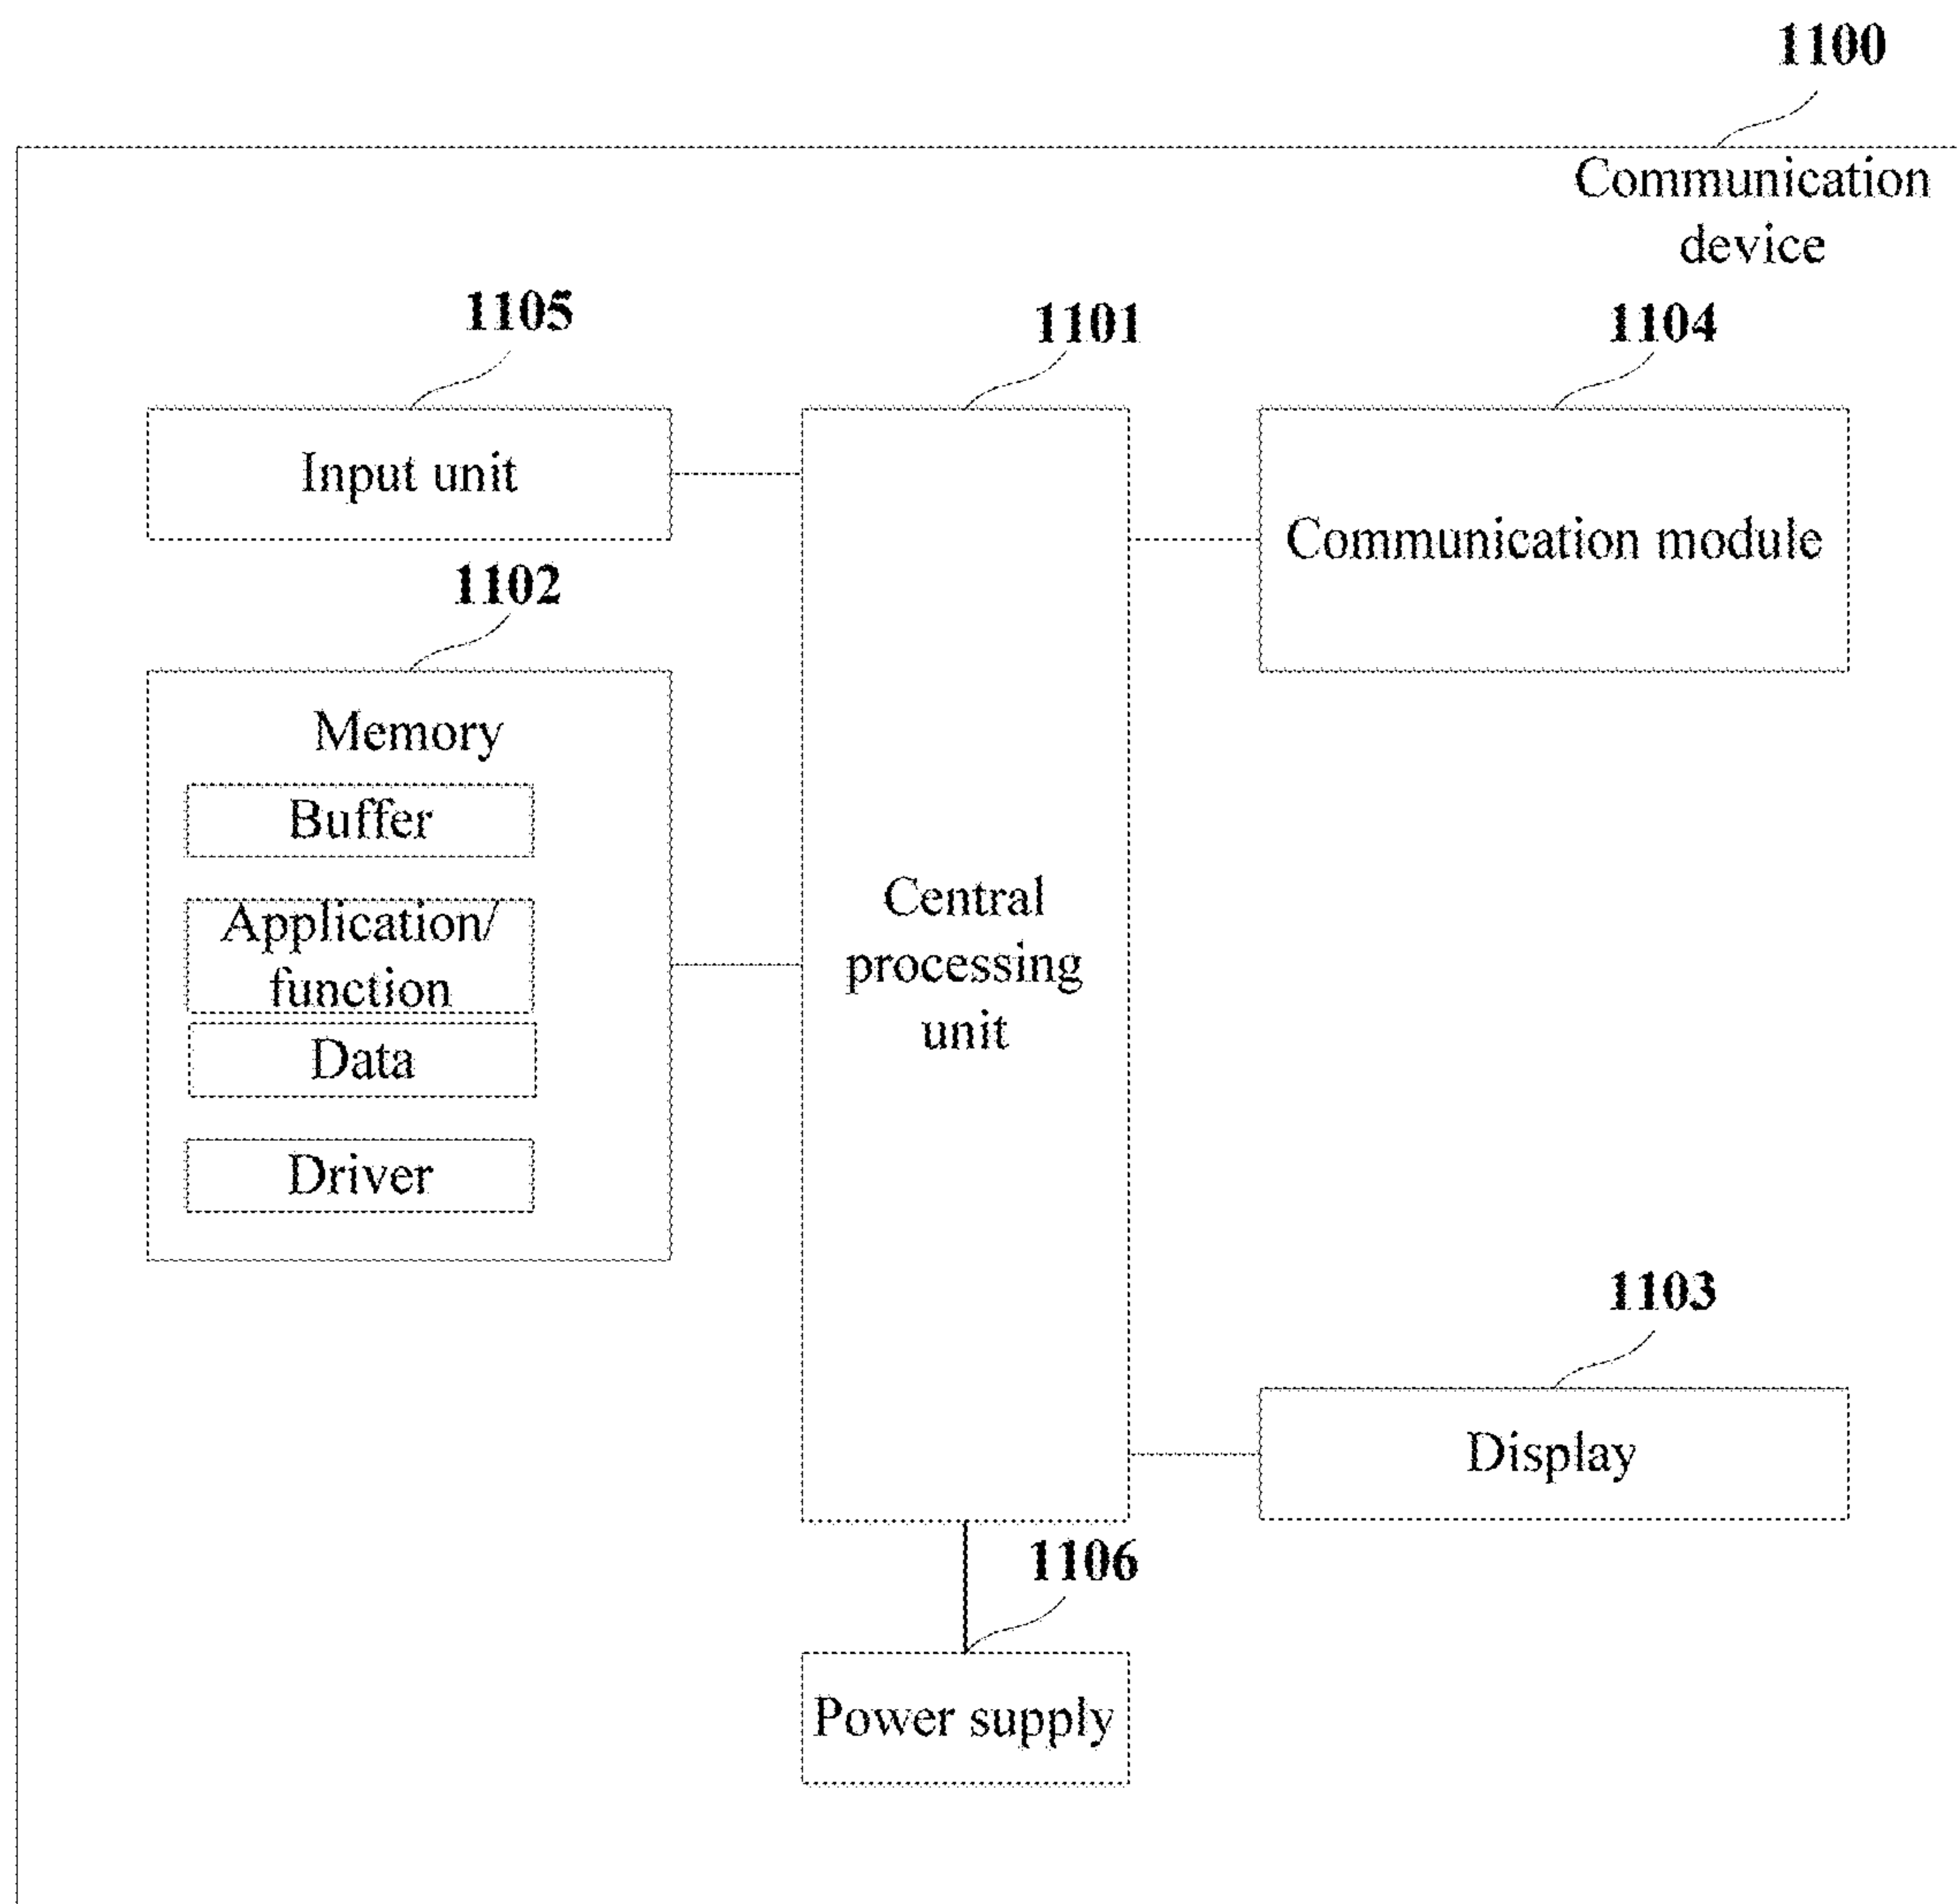 1100
Communication
device
1105
1101
1104
Input unit
Communication module
1102
Memory
Buffer
Application/
function
Data
Driver
Central
processing
unit
1103
Display
1106
Power supply